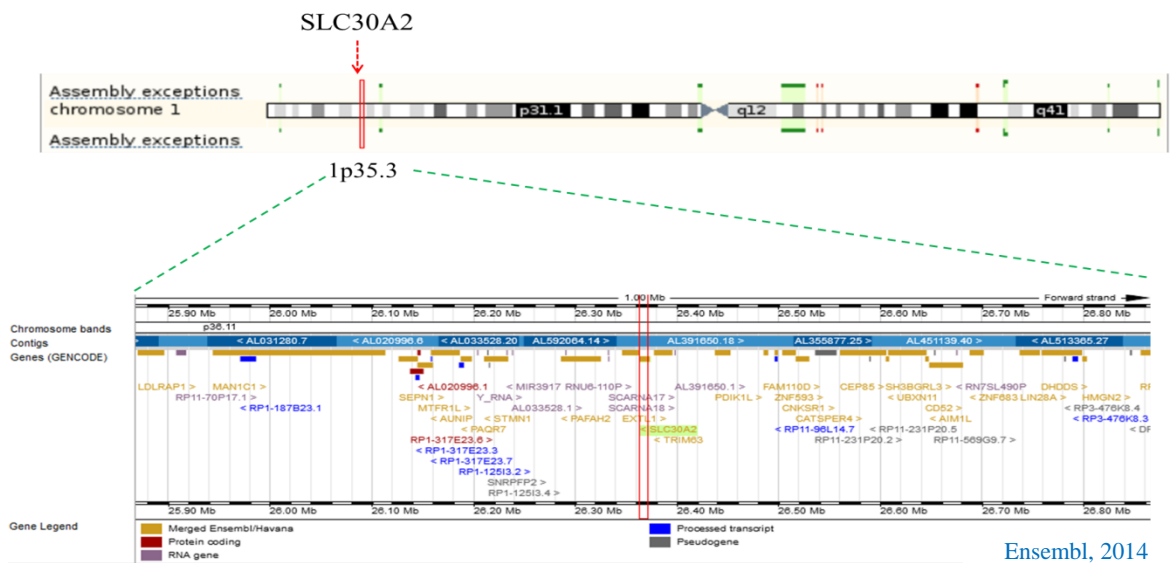 SLC30A2
Assembly exceptions
chromosome 1
p31.1
q12
q41
Assembly exceptions
1p35.3
1.00 Mb
Forward strand
25.90 Mb 26.00 Mb 26.10 Mb 26.20 Mb 26.30 Mb 26.40 Mb 26.50 Mb 26.60 Mb 26.70 Mb 26.80 Mb
Chromosome bands
p36.11
Contigs
< AL031280.7 < AL020996.6 < AL033528.20 AL592064.14 > AL391650.18 > AL355877.25 > AL451139.40 > < AL513365.27
Genes (GENCODE)
LDLRAP1 > MAN1C1 > < AL020996.1 < MIR3917 RNU6-110P > AL391650.1 > FAM110D > CEP85 > SH3BGRL3 > < RN7SL490P DHDDS >
RP11-70P17.1 > SEPN1 > Y_RNA > SCARNA17 > PDIK1L > ZNF593 > < UBXN11 < ZNF683 LIN28A > HMGN2 >
< RP1-187B23.1 MTFR1L > AL033528.1 > SCARNA18 > CNKSR1 > CD52 > < RP3-476K8.4
< AUNIP < STMN1 < PAFAH2 EXTL1 > CATSPER4 > < AIM1L < RP3-476K8.3
< PAQR7 < SLC30A2 < RP11-96L14.7 < RP11-231P20.5
RP1-317E23.6 > < TRIM63 RP11-231P20.2 > RP11-569G9.7 >
< RP1-317E23.3
< RP1-317E23.7
RP1-125I3.2 >
SNRPFP2 >
RP1-125I3.4 >
25.90 Mb 26.00 Mb 26.10 Mb 26.20 Mb 26.30 Mb 26.40 Mb 26.50 Mb 26.60 Mb 26.70 Mb 26.80 Mb
Gene Legend
Merged Ensembl/Havana
Processed transcript
Protein coding
Pseudogene
RNA gene
Ensembl, 2014